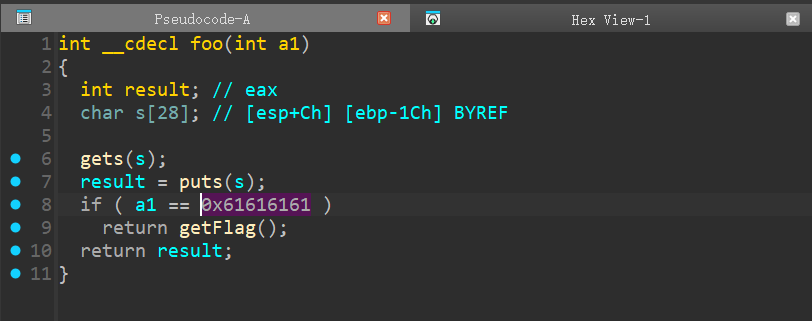 Pseudocode-A Hex View-1
1 int __cdecl foo(int a1)
2 {
3 int result; // eax
4 char s[28]; // [esp+Ch] [ebp-1Ch] BYREF
5
6 gets(s);
7 result = puts(s);
8 if ( a1 == 0x61616161 )
9 return getFlag();
10 return result;
11 }